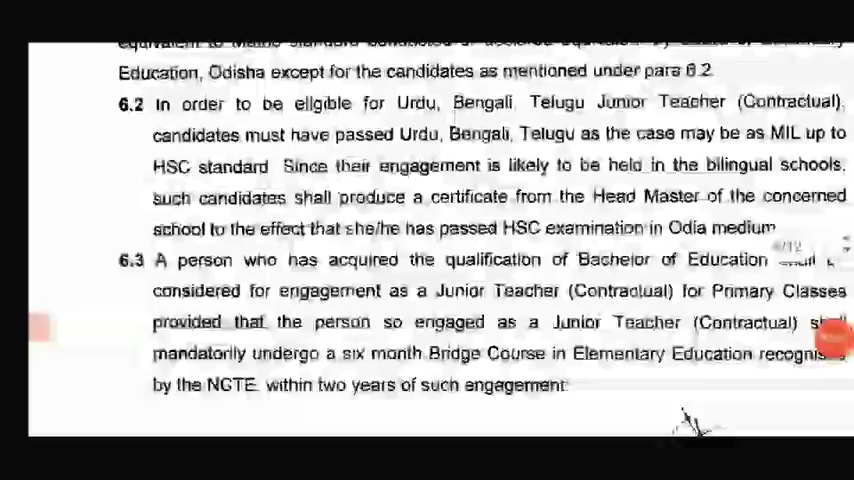 Education, Odisha except for the candidates as mentioned under para 6.2
6.2 In order to be eligible for Urdu, Bengali, Telugu Junior Teacher (Contractual),
candidates must have passed Urdu, Bengali, Telugu as the case may be as MIL up to
HSC standard Since their engagement is likely to be held in the bilingual schools,
such candidates shall produce a certificate from the Head Master of the concerned
school to the effect that she/he has passed HSC examination in Odia medium
6.3 A person who has acquired the qualification of Bachelor of Education
considered for engagement as a Junior Teacher (Contractual) for Primary Classes
provided that the person so engaged as a Junior Teacher (Contractual)
mandatorily undergo a six month Bridge Course in Elementary Education
by the NCTE within two years of such engagement